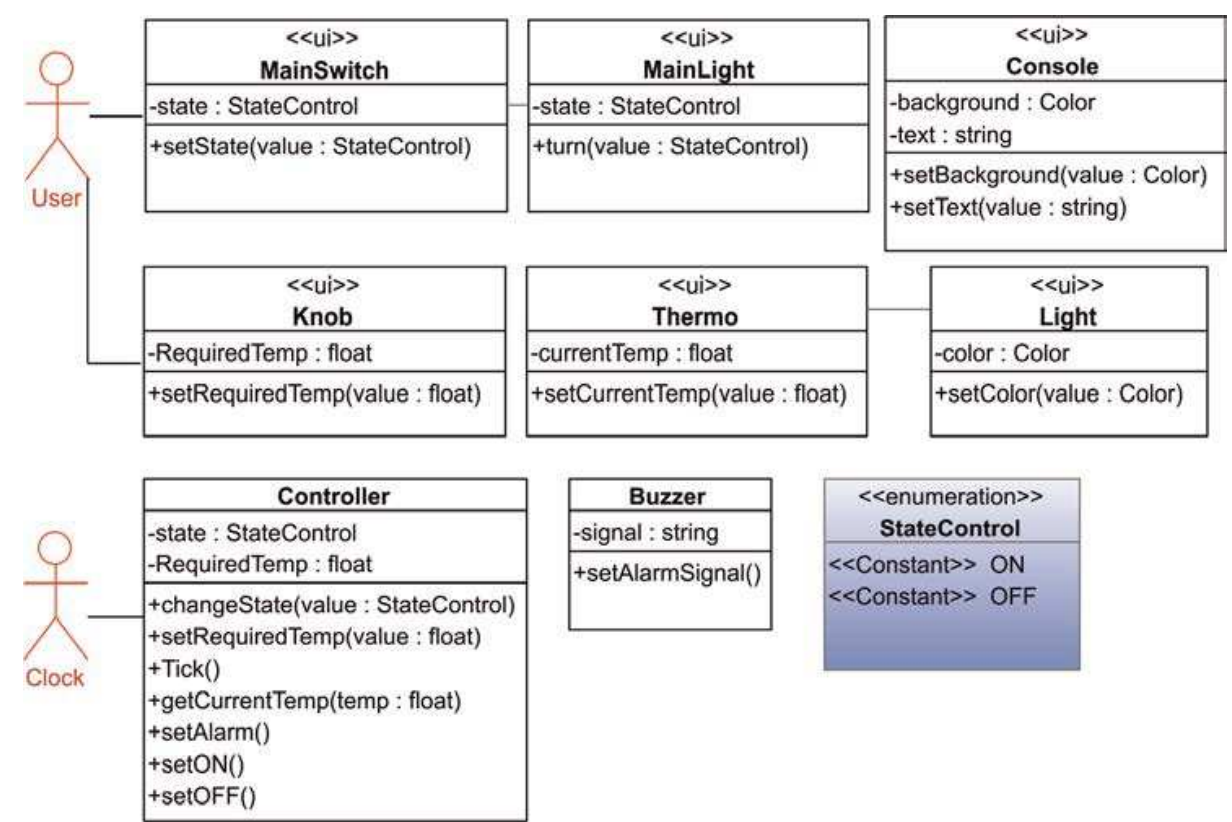 <<ui>>
MainSwitch
-state : StateControl
+setState(value : StateControl)
<<ui>>
MainLight
-state : StateControl
+turn(value : StateControl)
<<ui>>
Console
-background : Color
-text : string
+setBackground(value : Color)
+setText(value : string)
User
<<ui>>
Knob
-RequiredTemp : float
+setRequiredTemp(value : float)
<<ui>>
Thermo
-currentTemp : float
+setCurrentTemp(value : float)
<<ui>>
Light
-color : Color
+setColor(value : Color)
Clock
Controller
-state : StateControl
-RequiredTemp : float
+changeState(value : StateControl)
+setRequiredTemp(value : float)
+Tick()
+getCurrentTemp(temp : float)
+setAlarm()
+setON()
+setOFF()
Buzzer
-signal : string
+setAlarmSignal()
<<enumeration>>
StateControl
<<Constant>> ON
<<Constant>> OFF